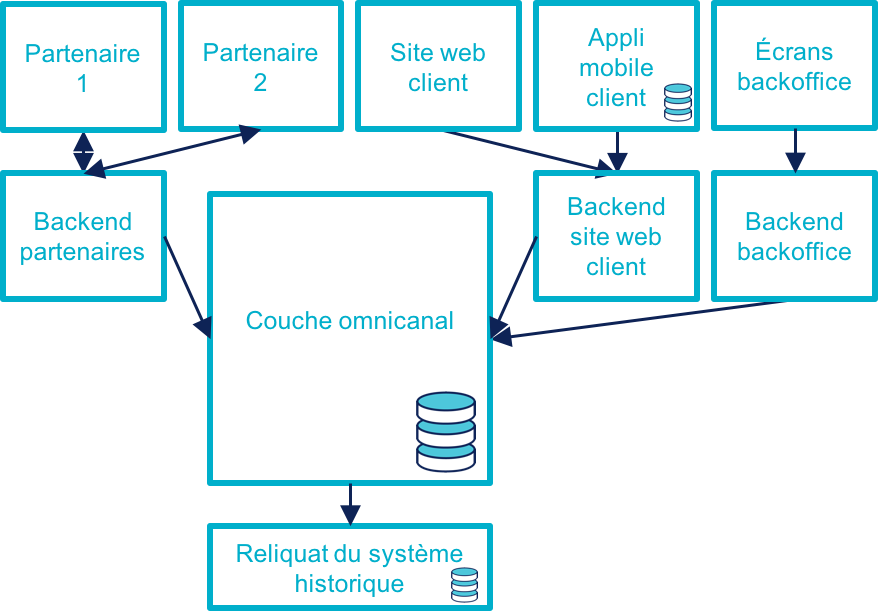 Partenaire
1
Partenaire
2
Site web
client
Appli
mobile
client
Écrans
backoffice
Backend
partenaires
Backend
site web
client
Backend
backoffice
Couche omnicanal
Reliquat du système
historique